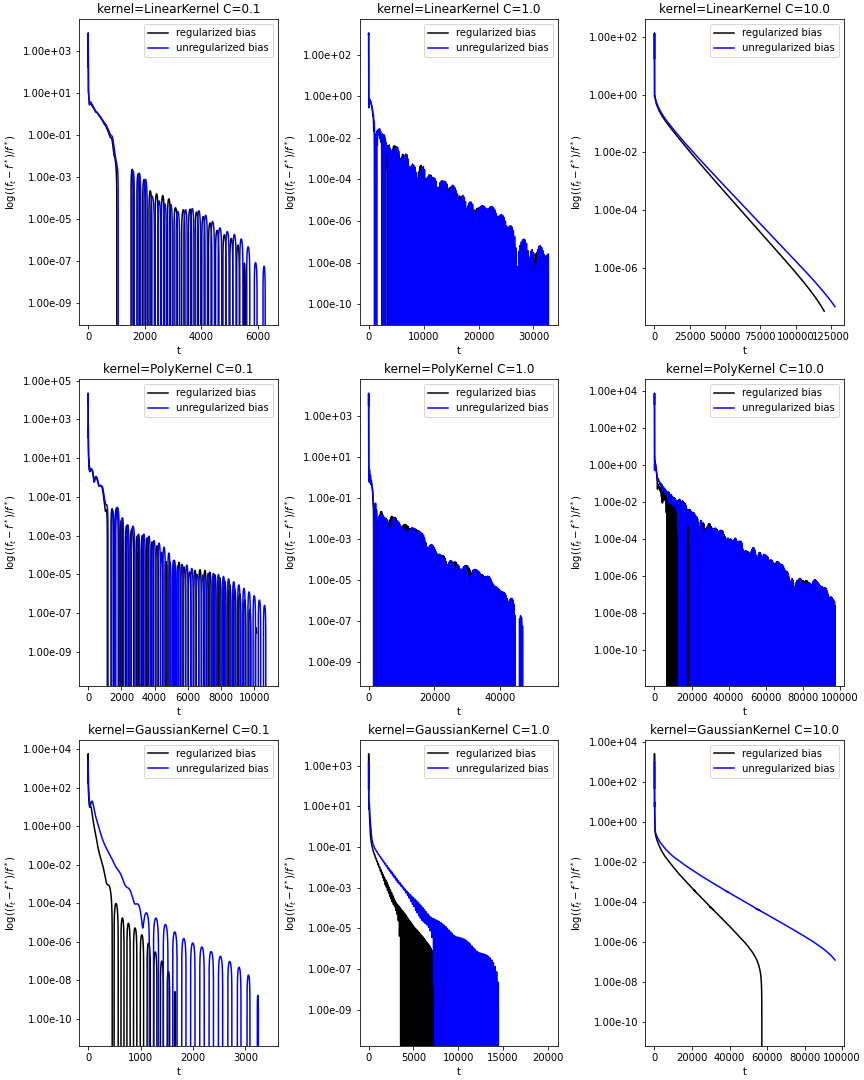 kernel=LinearKernel C=0.1
1.00e+03
1.00e+01
1.00e-01
1.00e-03
1.00e-05
1.00e-07
1.00e-09
log((f_t − f*)/f*)
regularized bias
unregularized bias
0 2000 4000 6000
t
kernel=LinearKernel C=1.0
1.00e+02
1.00e+00
1.00e-02
1.00e-04
1.00e-06
1.00e-08
1.00e-10
log((f_t − f*)/f*)
regularized bias
unregularized bias
0 10000 20000 30000
t
kernel=LinearKernel C=10.0
1.00e+02
1.00e+00
1.00e-02
1.00e-04
1.00e-06
log((f_t − f*)/f*)
regularized bias
unregularized bias
0 25000 50000 75000 100000 125000
t
kernel=PolyKernel C=0.1
1.00e+05
1.00e+03
1.00e+01
1.00e-01
1.00e-03
1.00e-05
1.00e-07
1.00e-09
log((f_t − f*)/f*)
regularized bias
unregularized bias
0 2000 4000 6000 8000 10000
t
kernel=PolyKernel C=1.0
1.00e+03
1.00e+01
1.00e-01
1.00e-03
1.00e-05
1.00e-07
1.00e-09
log((f_t − f*)/f*)
regularized bias
unregularized bias
0 20000 40000
t
kernel=PolyKernel C=10.0
1.00e+04
1.00e+02
1.00e+00
1.00e-02
1.00e-04
1.00e-06
1.00e-08
1.00e-10
log((f_t − f*)/f*)
regularized bias
unregularized bias
0 20000 40000 60000 80000 100000
t
kernel=GaussianKernel C=0.1
1.00e+04
1.00e+02
1.00e+00
1.00e-02
1.00e-04
1.00e-06
1.00e-08
1.00e-10
log((f_t − f*)/f*)
regularized bias
unregularized bias
0 1000 2000 3000
t
kernel=GaussianKernel C=1.0
1.00e+03
1.00e+01
1.00e-01
1.00e-03
1.00e-05
1.00e-07
1.00e-09
log((f_t − f*)/f*)
regularized bias
unregularized bias
0 5000 10000 15000 20000
t
kernel=GaussianKernel C=10.0
1.00e+04
1.00e+02
1.00e+00
1.00e-02
1.00e-04
1.00e-06
1.00e-08
1.00e-10
log((f_t − f*)/f*)
regularized bias
unregularized bias
0 20000 40000 60000 80000 100000
t